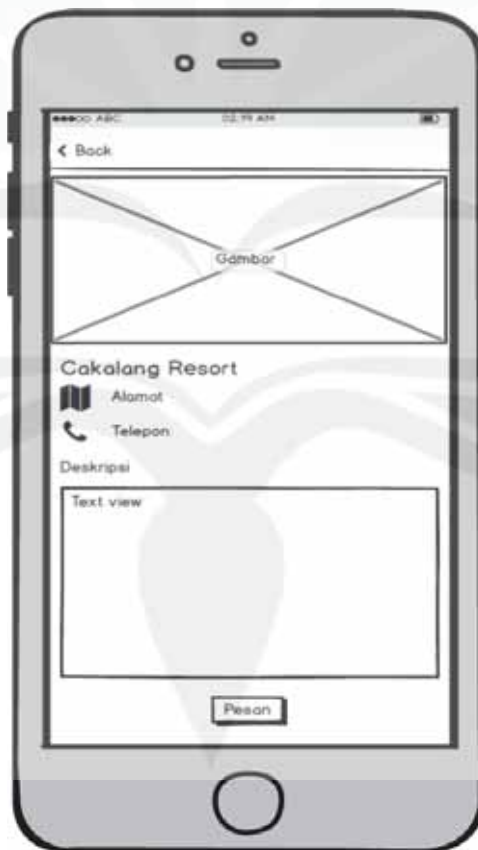 ABC 02:19 AM
< Back
Gambar
Cakalang Resort
Alamat
Telepon
Deskripsi
Text view
Pesan